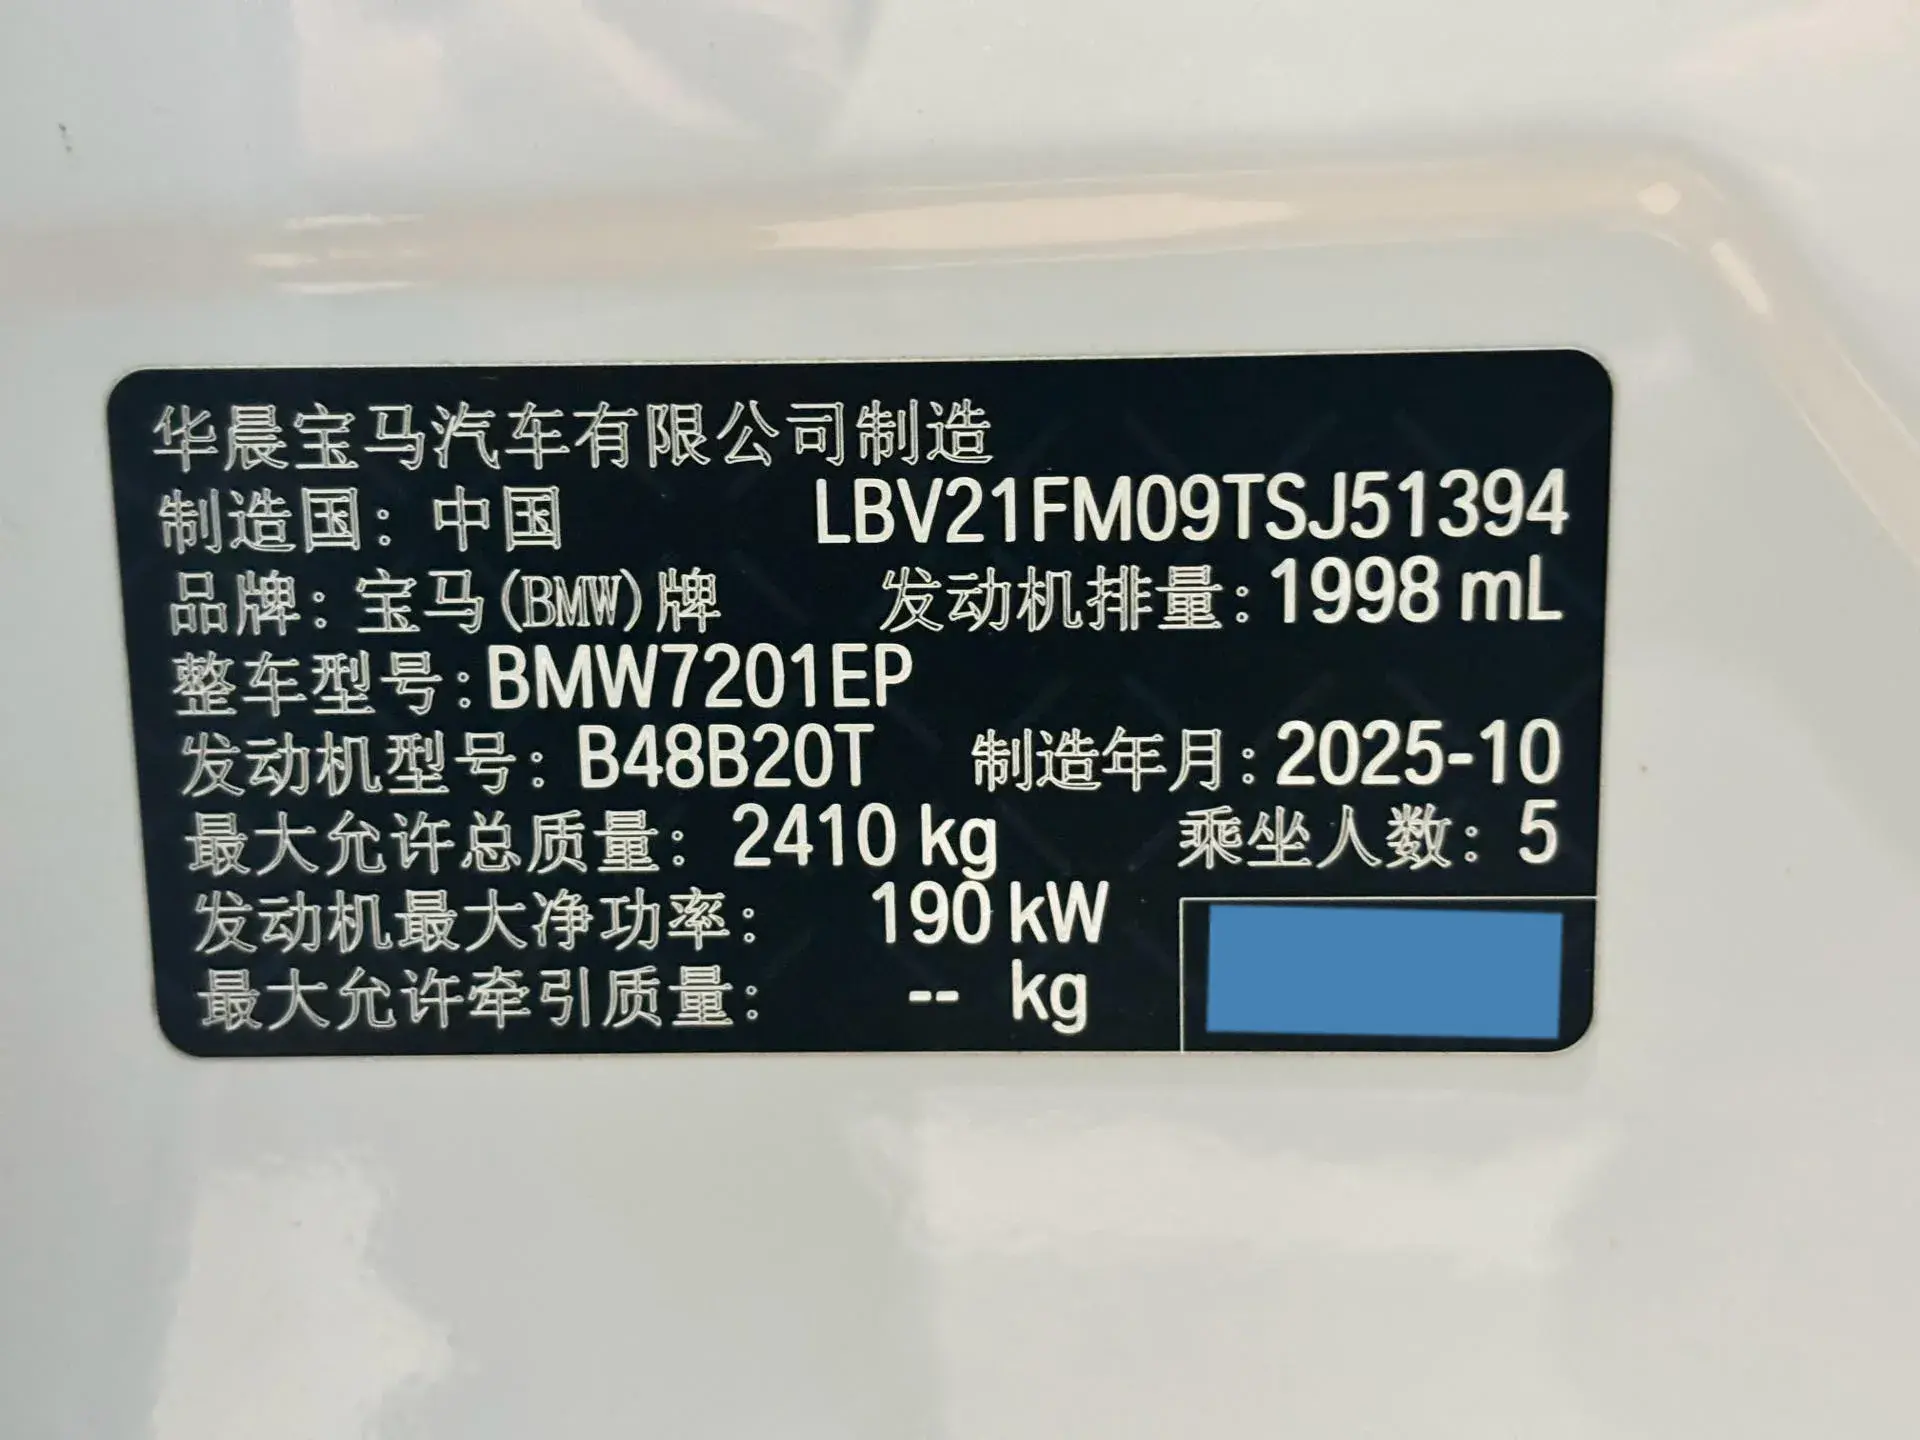 华晨宝马汽车有限公司制造
制造国：中国 LBV21FM09TSJ51394
品牌：宝马(BMW)牌 发动机排量：1998 mL
整车型号：BMW7201EP
发动机型号：B48B20T 制造年月：2025-10
最大允许总质量：2410 kg 乘坐人数：5
发动机最大净功率： 190 kW
最大允许牵引质量： -- kg